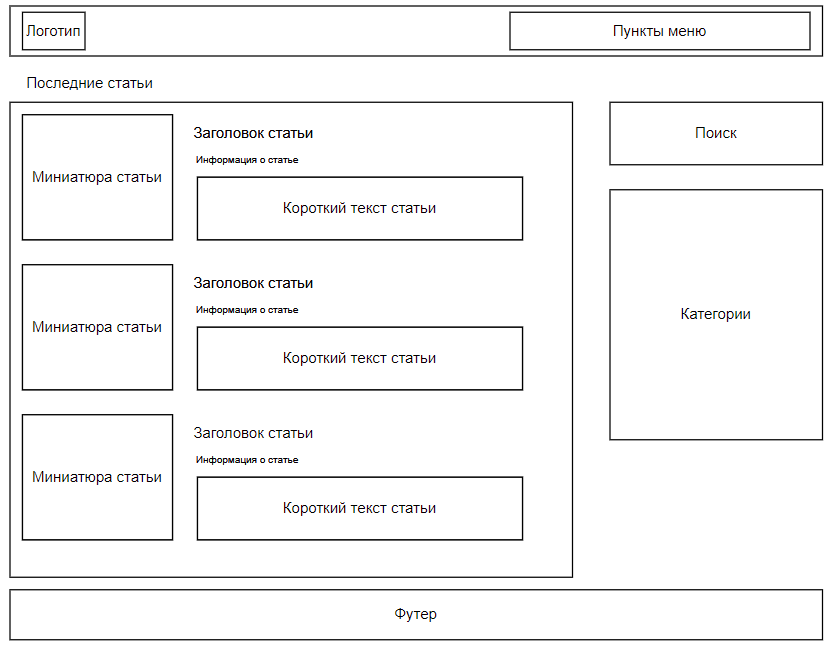 Логотип
Пункты меню
Последние статьи
Миниатюра статьи
Заголовок статьи
Информация о статье
Короткий текст статьи
Миниатюра статьи
Заголовок статьи
Информация о статье
Короткий текст статьи
Миниатюра статьи
Заголовок статьи
Информация о статье
Короткий текст статьи
Поиск
Категории
Футер